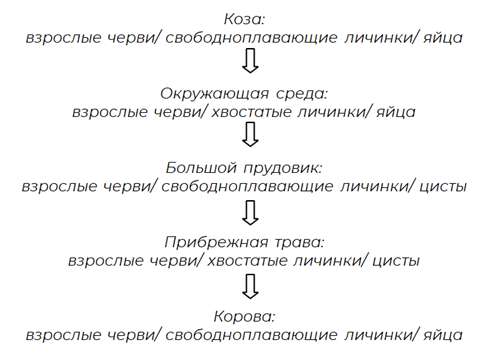 Коза:
взрослые черви/ свободноплавающие личинки/ яйца
Окружающая среда:
взрослые черви/ хвостатые личинки/ яйца
Большой прудовик:
взрослые черви/ свободноплавающие личинки/ цисты
Прибрежная трава:
взрослые черви/ хвостатые личинки/ цисты
Корова:
взрослые черви/ свободноплавающие личинки/ яйца